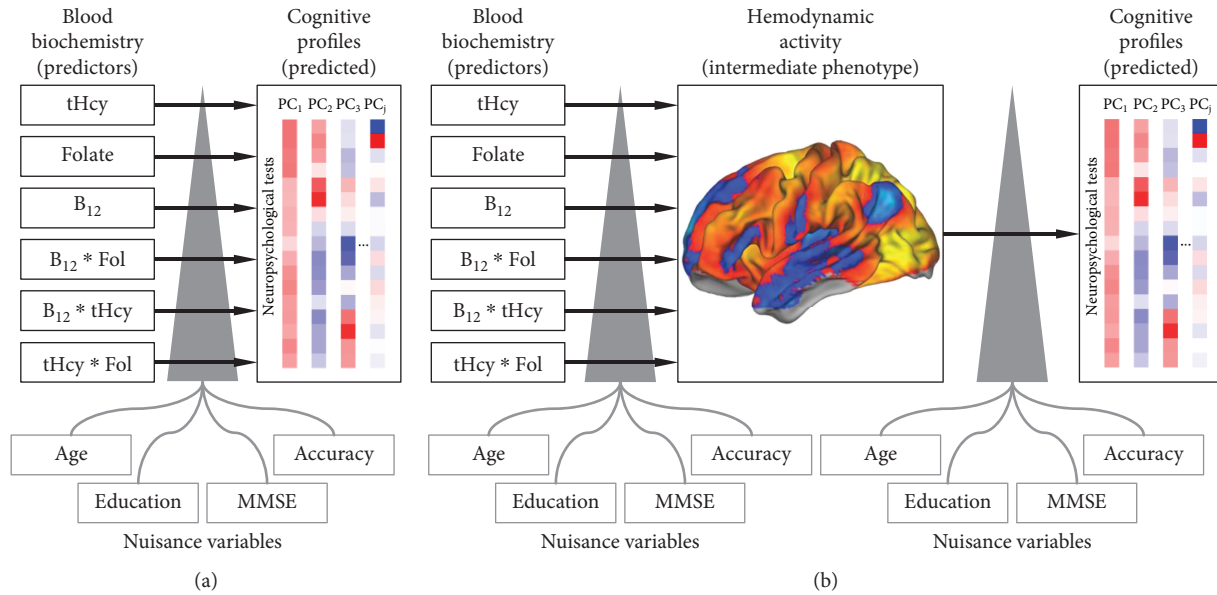 Blood
biochemistry
(predictors)
Cognitive
profiles
(predicted)
tHcy
Folate
B₁₂
B₁₂ * Fol
B₁₂ * tHcy
tHcy * Fol
PC₁ PC₂ PC₃ PCⱼ
Neuropsychological tests
...
Age
Accuracy
Education
MMSE
Nuisance variables
(a)
Blood
biochemistry
(predictors)
Hemodynamic
activity
(intermediate phenotype)
Cognitive
profiles
(predicted)
tHcy
Folate
B₁₂
B₁₂ * Fol
B₁₂ * tHcy
tHcy * Fol
PC₁ PC₂ PC₃ PCⱼ
Neuropsychological tests
...
Age
Accuracy
Education
MMSE
Nuisance variables
Age
Accuracy
Education
MMSE
Nuisance variables
(b)